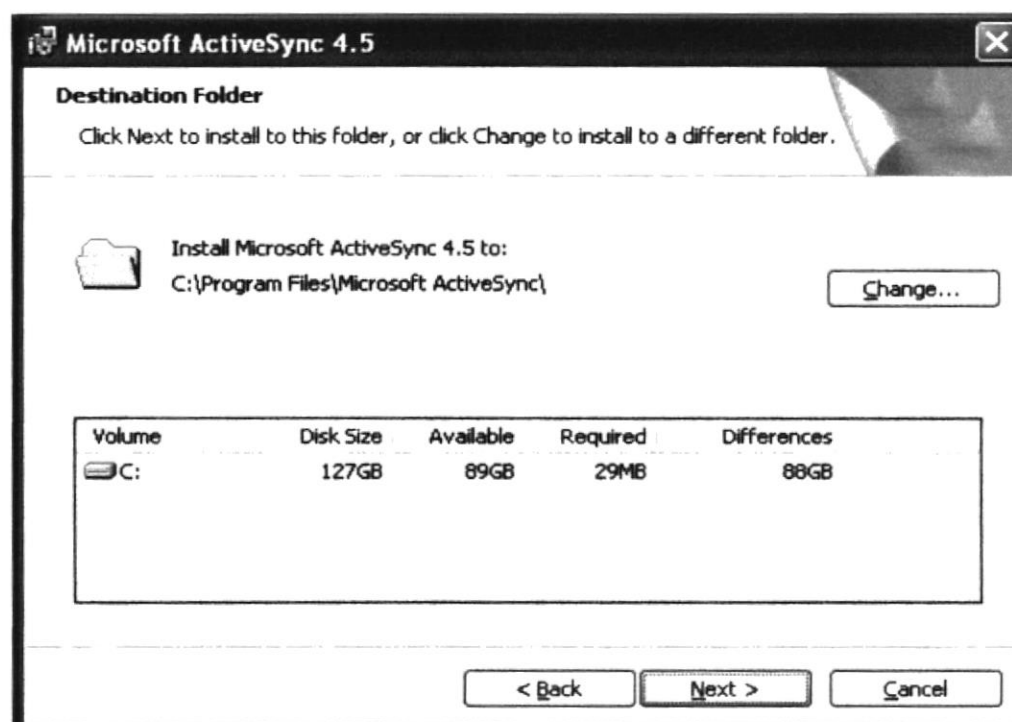 Microsoft ActiveSync 4.5
Destination Folder
Click Next to install to this folder, or click Change to install to a different folder.
Install Microsoft ActiveSync 4.5 to:
C:\Program Files\Microsoft ActiveSync\
Change...
Volume Disk Size Available Required Differences
C: 127GB 89GB 29MB 88GB
< Back Next > Cancel